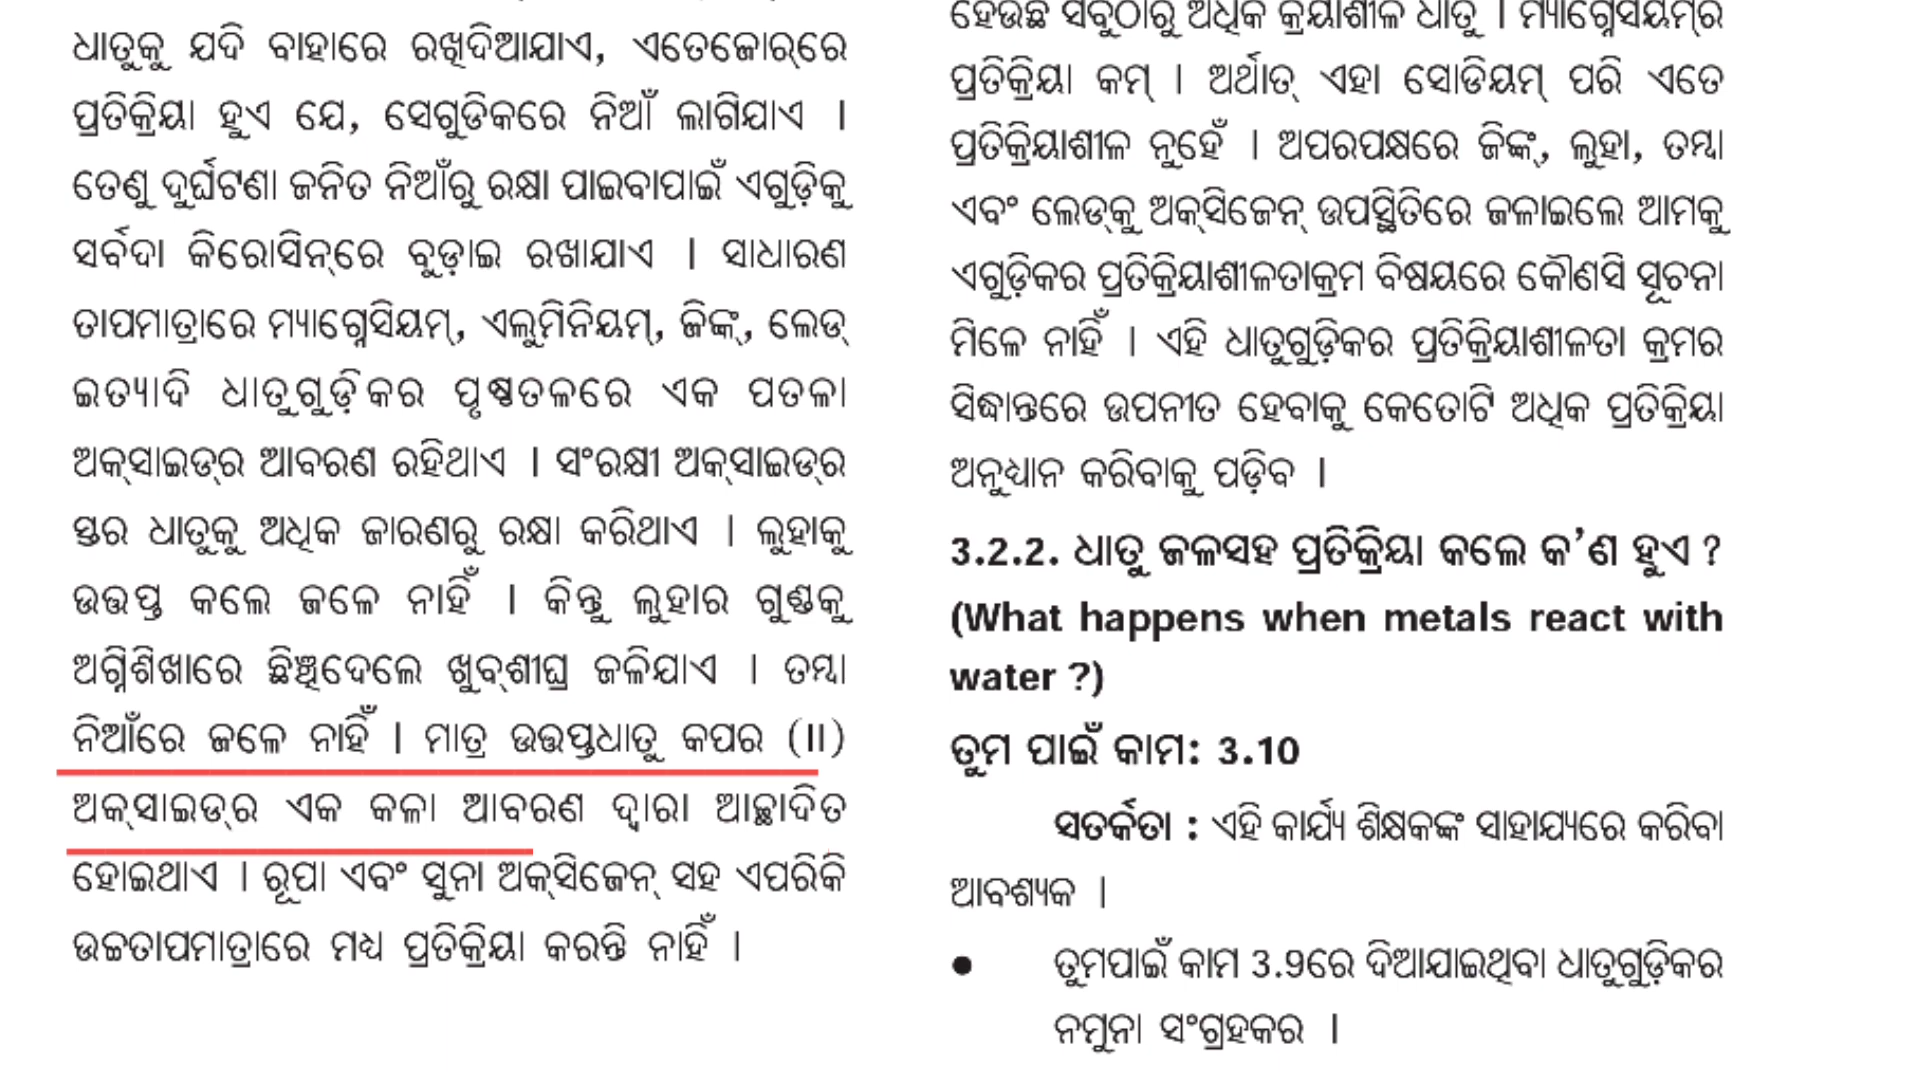 ଧାତୁକୁ ଯଦି ବାହାରେ ରଖିଦିଆଯାଏ, ଏତେଜୋର୍‌ରେ
ପ୍ରତିକ୍ରିୟା ହୁଏ ଯେ, ସେଗୁଡିକରେ ନିଆଁ ଲାଗିଯାଏ ।
ତେଣୁ ଦୁର୍ଘଟଣା ଜନିତ ନିଆଁରୁ ରକ୍ଷା ପାଇବାପାଇଁ ଏଗୁଡ଼ିକୁ
ସର୍ବଦା କିରୋସିନ୍‌ରେ ବୁଡ଼ାଇ ରଖାଯାଏ । ସାଧାରଣ
ତାପମାତ୍ରାରେ ମ୍ୟାଗ୍ନେସିୟମ୍, ଏଲୁମିନିୟମ୍, ଜିଙ୍କ୍, ଲେଡ୍
ଇତ୍ୟାଦି ଧାତୁଗୁଡ଼ିକର ପୃଷ୍ଠତଳରେ ଏକ ପତଳା
ଅକ୍‌ସାଇଡ୍‌ର ଆବରଣ ରହିଥାଏ । ସଂରକ୍ଷୀ ଅକ୍‌ସାଇଡ୍‌ର
ସ୍ତର ଧାତୁକୁ ଅଧିକ ଜାରଣରୁ ରକ୍ଷା କରିଥାଏ । ଲୁହାକୁ
ଉତ୍ତପ୍ତ କଲେ ଜଳେ ନାହିଁ । କିନ୍ତୁ ଲୁହାର ଗୁଣ୍ଡକୁ
ଅଗ୍ନିଶିଖାରେ ଛିଞ୍ଚିଦେଲେ ଖୁବ୍‌ଶୀଘ୍ର ଜଳିଯାଏ । ତମ୍ବା
ନିଆଁରେ ଜଳେ ନାହିଁ । ମାତ୍ର ଉତ୍ତପ୍ତଧାତୁ କପର (II)
ଅକ୍‌ସାଇଡ୍‌ର ଏକ କଳା ଆବରଣ ଦ୍ୱାରା ଆଚ୍ଛାଦିତ
ହୋଇଥାଏ । ରୂପା ଏବଂ ସୁନା ଅକ୍‌ସିଜେନ୍ ସହ ଏପରିକି
ଉଚ୍ଚତାପମାତ୍ରାରେ ମଧ୍ୟ ପ୍ରତିକ୍ରିୟା କରନ୍ତି ନାହିଁ ।
ହେଉଛି ସବୁଠାରୁ ଅଧିକ କ୍ରିୟାଶୀଳ ଧାତୁ । ମ୍ୟାଗ୍ନେସିୟମ୍‌ର
ପ୍ରତିକ୍ରିୟା କମ୍ । ଅର୍ଥାତ୍ ଏହା ସୋଡିୟମ୍ ପରି ଏତେ
ପ୍ରତିକ୍ରିୟାଶୀଳ ନୁହେଁ । ଅପରପକ୍ଷରେ ଜିଙ୍କ୍, ଲୁହା, ତମ୍ବା
ଏବଂ ଲେଡ୍‌କୁ ଅକ୍‌ସିଜେନ୍ ଉପସ୍ଥିତିରେ ଜଳାଇଲେ ଆମକୁ
ଏଗୁଡ଼ିକର ପ୍ରତିକ୍ରିୟାଶୀଳତାକ୍ରମ ବିଷୟରେ କୌଣସି ସୂଚନା
ମିଳେ ନାହିଁ । ଏହି ଧାତୁଗୁଡ଼ିକର ପ୍ରତିକ୍ରିୟାଶୀଳତା କ୍ରମର
ସିଦ୍ଧାନ୍ତରେ ଉପନୀତ ହେବାକୁ କେତୋଟି ଅଧିକ ପ୍ରତିକ୍ରିୟା
ଅନୁଧ୍ୟାନ କରିବାକୁ ପଡ଼ିବ ।
3.2.2. ଧାତୁ ଜଳସହ ପ୍ରତିକ୍ରିୟା କଲେ କ’ଣ ହୁଏ ?
(What happens when metals react with
water ?)
ତୁମ ପାଇଁ କାମ: 3.10
ସତର୍କତା : ଏହି କାର୍ଯ୍ୟ ଶିକ୍ଷକଙ୍କ ସାହାଯ୍ୟରେ କରିବା
ଆବଶ୍ୟକ ।
● ତୁମପାଇଁ କାମ 3.9ରେ ଦିଆଯାଇଥିବା ଧାତୁଗୁଡ଼ିକର
ନମୁନା ସଂଗ୍ରହକର ।